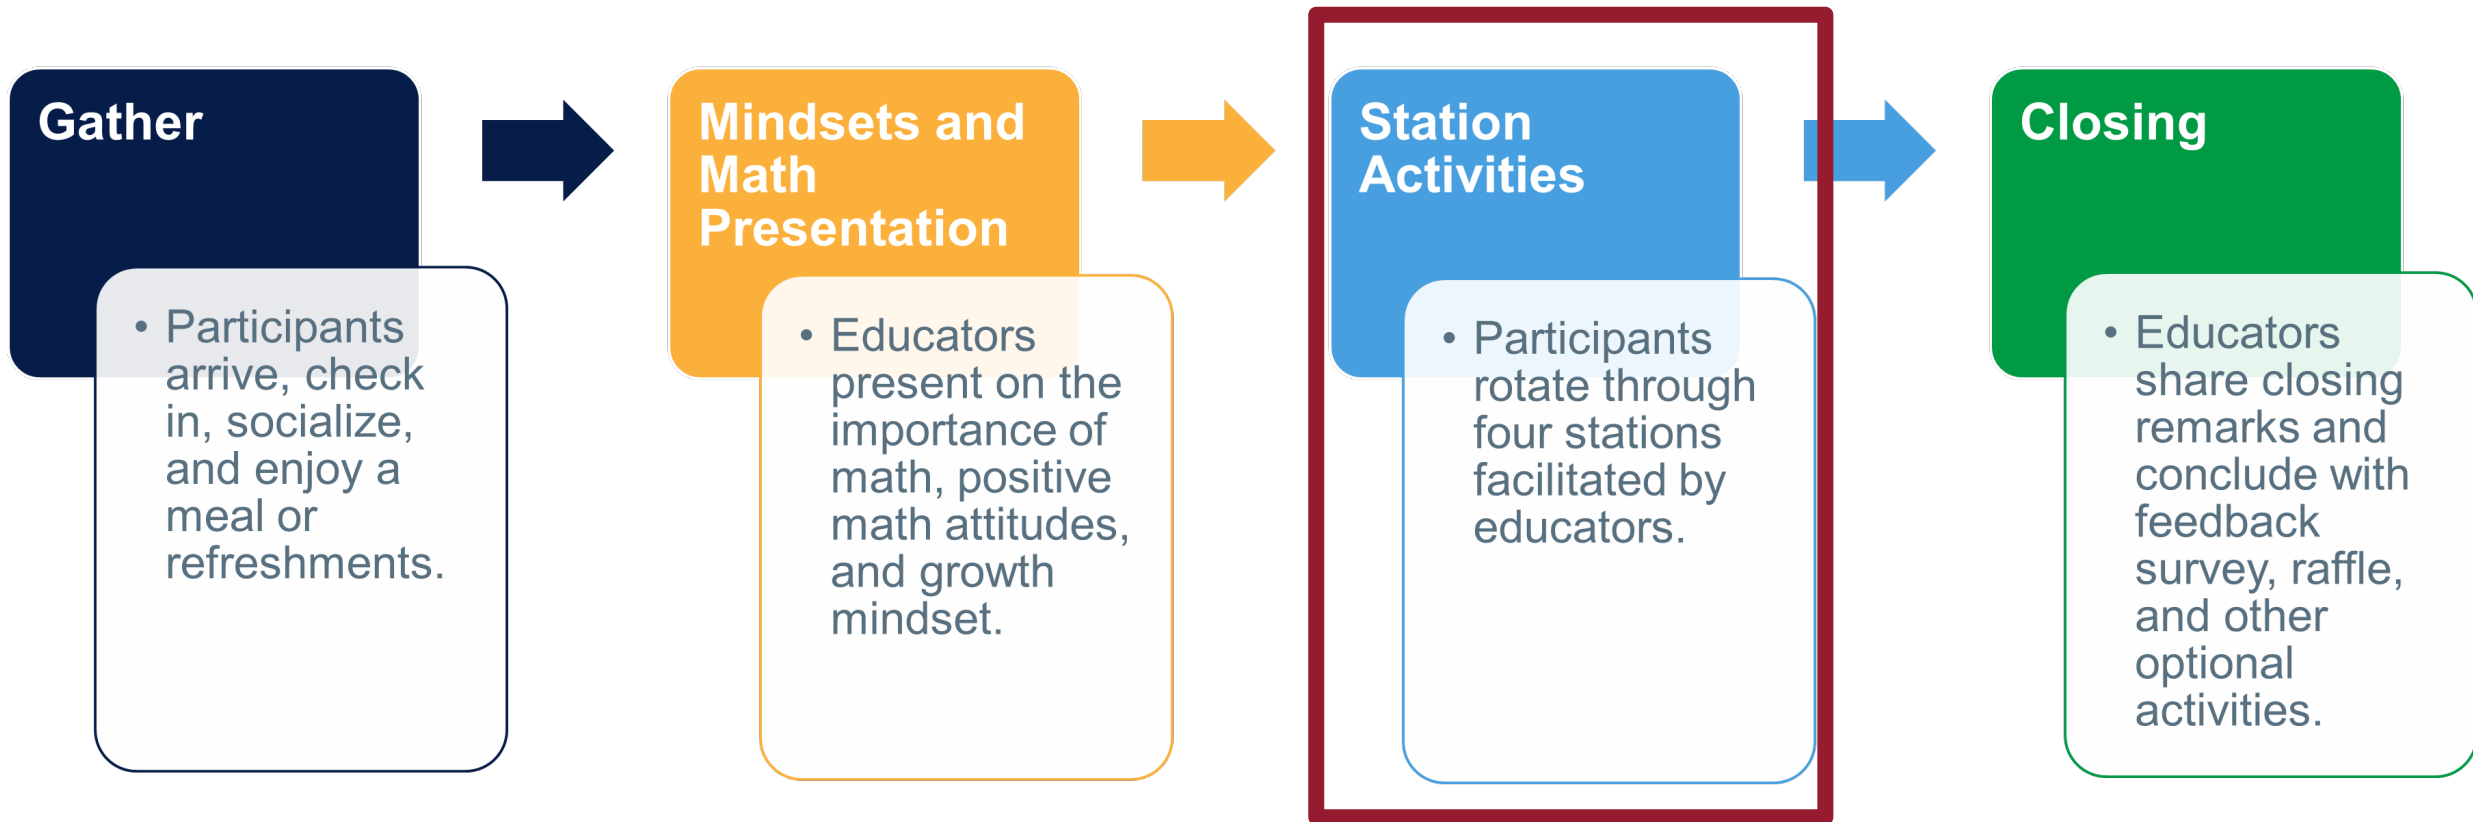 Gather
• Participants
arrive, check
in, socialize,
and enjoy a
meal or
refreshments.
Mindsets and
Math
Presentation
• Educators
present on the
importance of
math, positive
math attitudes,
and growth
mindset.
Station
Activities
• Participants
rotate through
four stations
facilitated by
educators.
Closing
• Educators
share closing
remarks and
conclude with
feedback
survey, raffle,
and other
optional
activities.